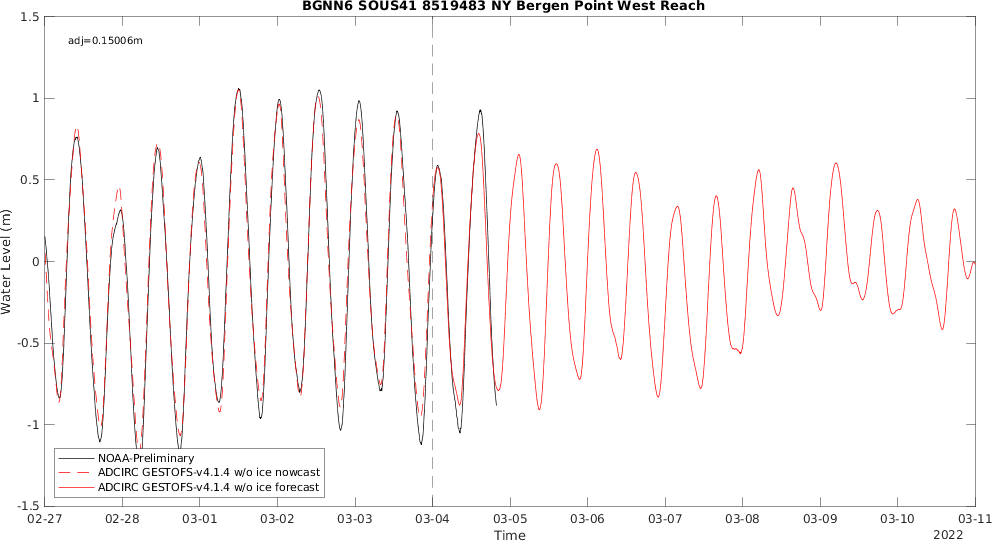 BGNN6 SOUS41 8519483 NY Bergen Point West Reach
1.5
adj=0.15006m
1
0.5
0
-0.5
-1
-1.5
Water Level (m)
NOAA-Preliminary
ADCIRC GESTOFS-v4.1.4 w/o ice nowcast
ADCIRC GESTOFS-v4.1.4 w/o ice forecast
02-27 02-28 03-01 03-02 03-03 03-04 03-05 03-06 03-07 03-08 03-09 03-10 03-11
Time
2022